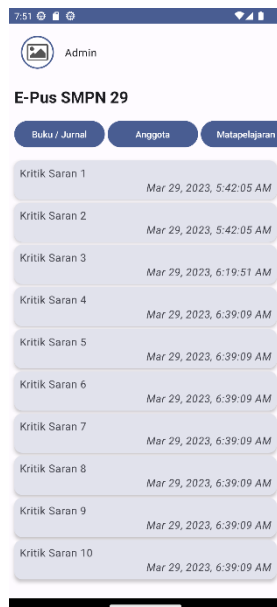 7:51
Admin
E-Pus SMPN 29
Buku / Jurnal Anggota Matapelajaran
Kritik Saran 1
Mar 29, 2023, 5:42:05 AM
Kritik Saran 2
Mar 29, 2023, 5:42:05 AM
Kritik Saran 3
Mar 29, 2023, 6:19:51 AM
Kritik Saran 4
Mar 29, 2023, 6:39:09 AM
Kritik Saran 5
Mar 29, 2023, 6:39:09 AM
Kritik Saran 6
Mar 29, 2023, 6:39:09 AM
Kritik Saran 7
Mar 29, 2023, 6:39:09 AM
Kritik Saran 8
Mar 29, 2023, 6:39:09 AM
Kritik Saran 9
Mar 29, 2023, 6:39:09 AM
Kritik Saran 10
Mar 29, 2023, 6:39:09 AM